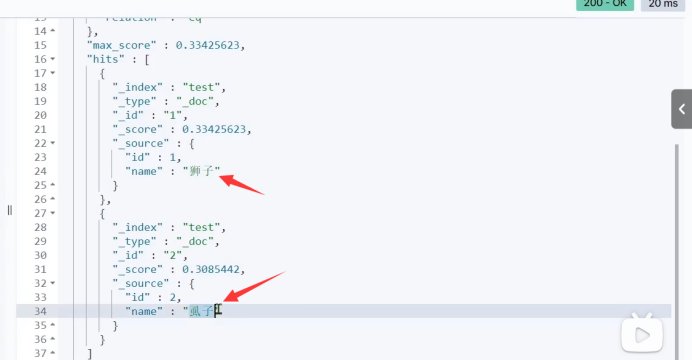 200 - OK
20 ms
13 "relation" : "eq"
14 },
15 "max_score" : 0.33425623,
16 "hits" : [
17 {
18 "_index" : "test",
19 "_type" : "_doc",
20 "_id" : "1",
21 "_score" : 0.33425623,
22 "_source" : {
23 "id" : 1,
24 "name" : "狮子"
25 }
26 },
27 {
28 "_index" : "test",
29 "_type" : "_doc",
30 "_id" : "2",
31 "_score" : 0.3085442,
32 "_source" : {
33 "id" : 2,
34 "name" : "虱子"
35 }
36 }
37 ]